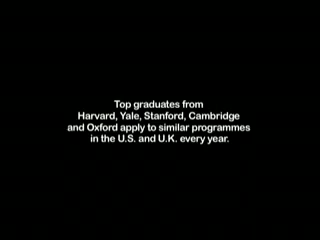 Top graduates from
Harvard, Yale, Stanford, Cambridge
and Oxford apply to similar programmes
in the U.S. and U.K. every year.